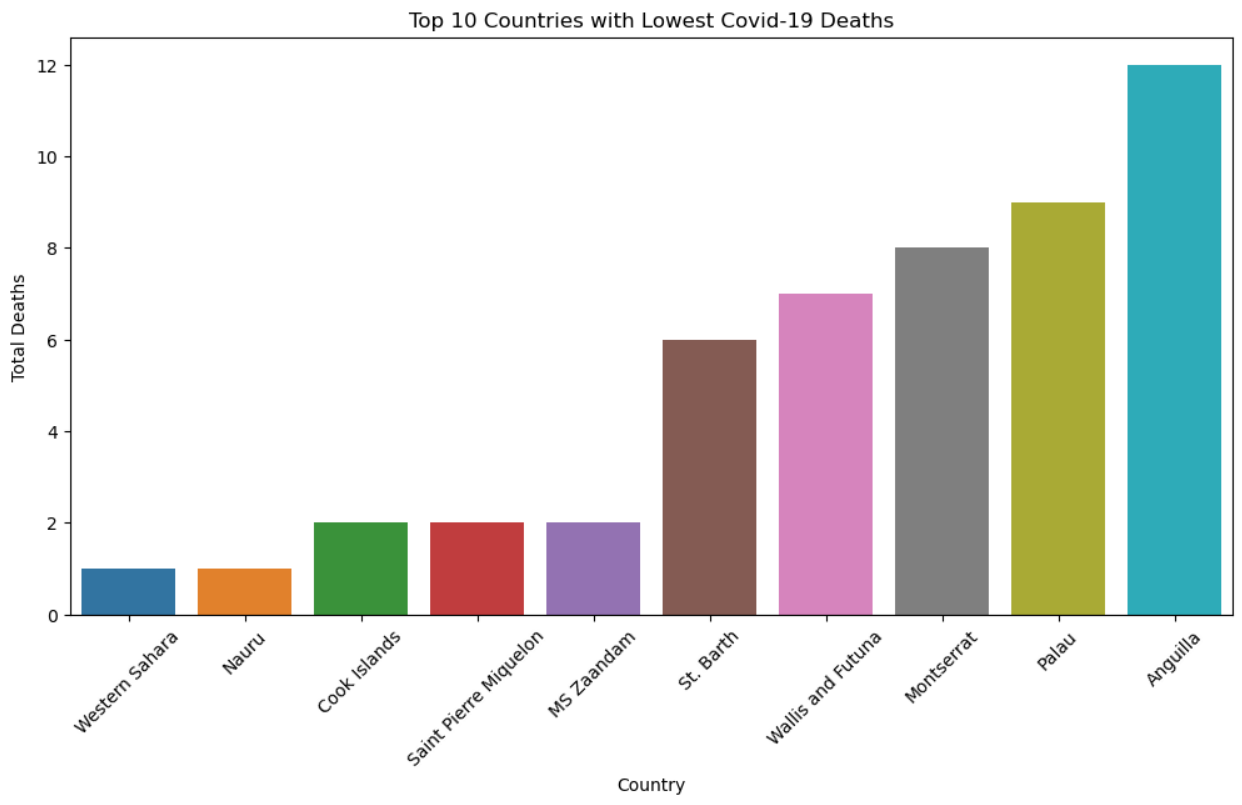 Top 10 Countries with Lowest Covid-19 Deaths
12
10
8
6
4
2
0
Total Deaths
Western Sahara
Nauru
Cook Islands
Saint Pierre Miquelon
MS Zaandam
St. Barth
Wallis and Futuna
Montserrat
Palau
Anguilla
Country